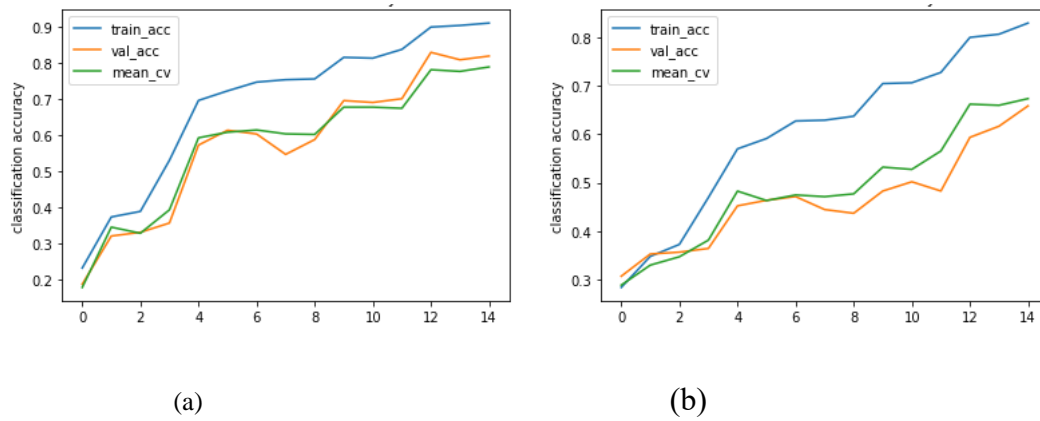 classification accuracy
0.9
0.8
0.7
0.6
0.5
0.4
0.3
0.2
train_acc
val_acc
mean_cv
0 2 4 6 8 10 12 14
(a)
classification accuracy
0.8
0.7
0.6
0.5
0.4
0.3
train_acc
val_acc
mean_cv
0 2 4 6 8 10 12 14
(b)